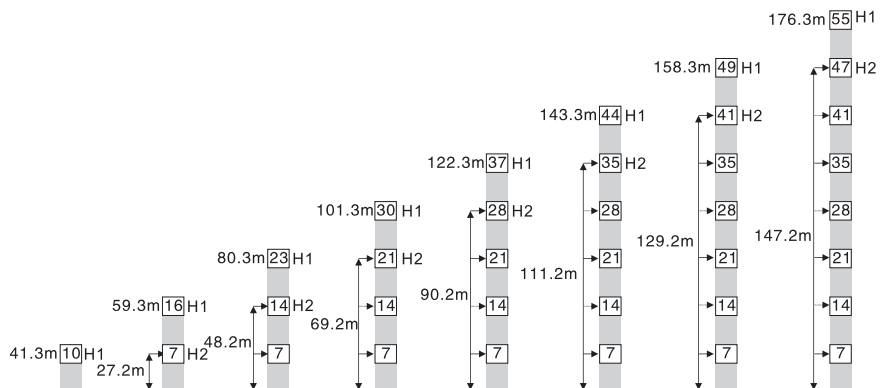 176.3m 55 H1
158.3m 49 H1 47 H2
143.3m 44 H1 41 H2 41
122.3m 37 H1 35 H2 35 35
101.3m 30 H1 28 H2 28 28 28
129.2m 147.2m
80.3m 23 H1 21 H2 21 21 21 21
111.2m
90.2m
59.3m 16 H1 14 H2 14 14 14 14 14
69.2m
48.2m
41.3m 10 H1 7 H2 7 7 7 7 7 7
27.2m